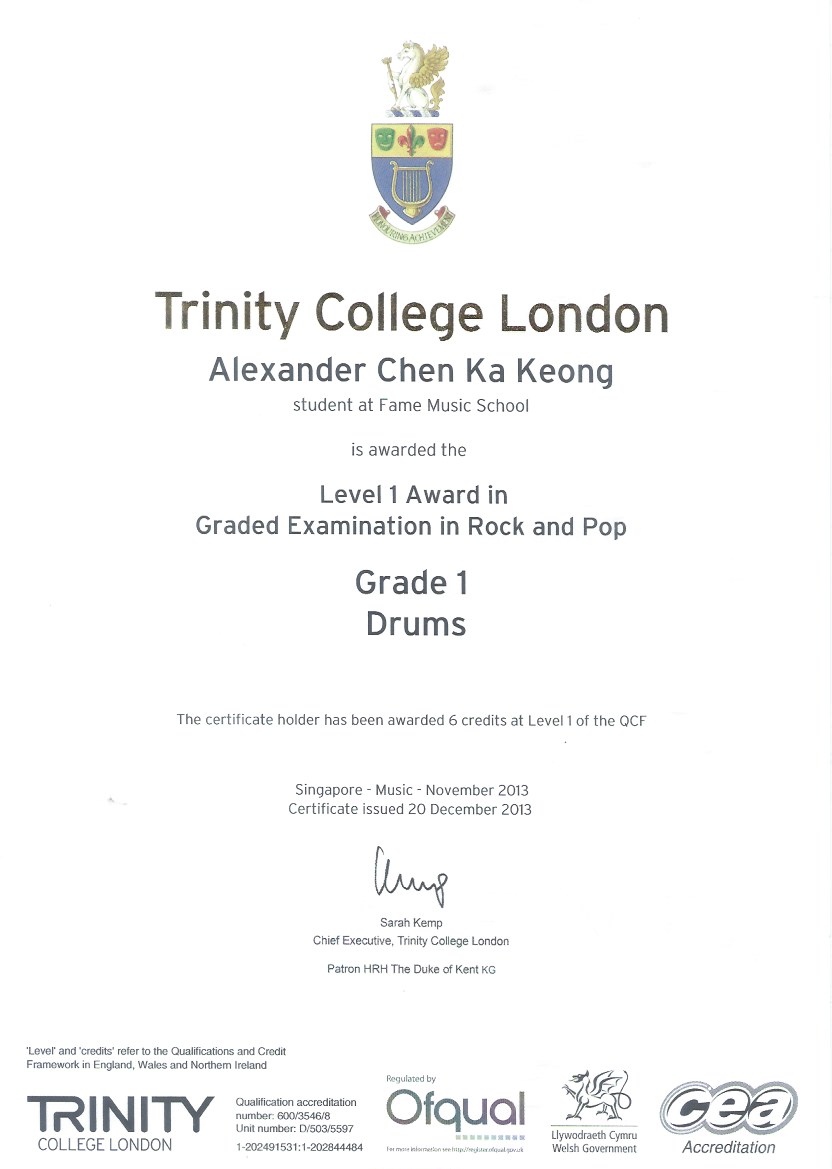 HONOURING ACHIEVEMENT
Trinity College London
Alexander Chen Ka Keong
student at Fame Music School
is awarded the
Level 1 Award in
Graded Examination in Rock and Pop
Grade 1
Drums
The certificate holder has been awarded 6 credits at Level 1 of the QCF
Singapore - Music - November 2013
Certificate issued 20 December 2013
Sarah Kemp
Chief Executive, Trinity College London
Patron HRH The Duke of Kent KG
'Level' and 'credits' refer to the Qualifications and Credit
Framework in England, Wales and Northern Ireland
TRINITY
COLLEGE LONDON
Qualification accreditation
number: 600/3546/8
Unit number: D/503/5597
1-202491531:1-202844484
Regulated by
Ofqual
For more information see http://register.ofqual.gov.uk
Llywodraeth Cymru
Welsh Government
cea
Accreditation